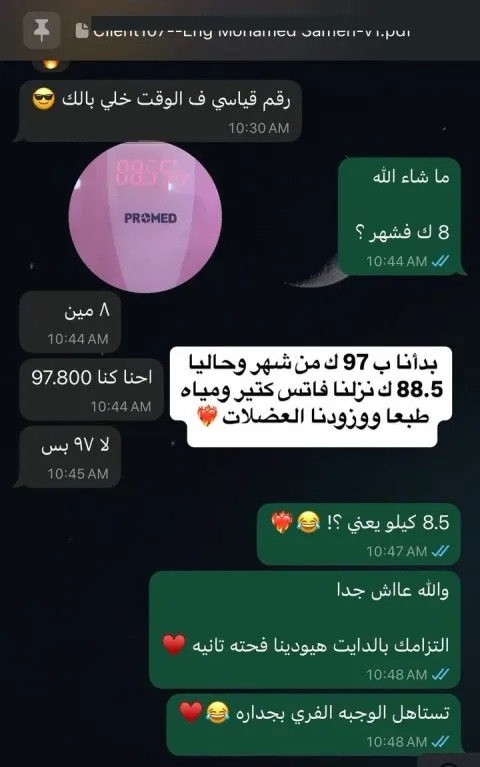 Client107--Eng Mohamed Sameh-V1.pdf
رقم قياسي ف الوقت خلي بالك 😎
10:30 AM
88.55
PROMED
ما شاء الله
8 ك فشهر ؟
10:44 AM
٨ مين
10:44 AM
احنا كنا 97.800
10:44 AM
بدأنا ب 97 ك من شهر وحاليا
88.5 ك نزلنا فاتس كتير ومياه
طبعا ووزودنا العضلات ❤️‍🔥
لا ٩٧ بس
10:45 AM
8.5 كيلو يعني ؟! 😂 ❤️‍🔥
10:47 AM
والله عااش جدا
التزامك بالدايت هيودينا فحته تانيه ♥️
10:48 AM
تستاهل الوجبه الفري بجداره 😂♥️
10:48 AM